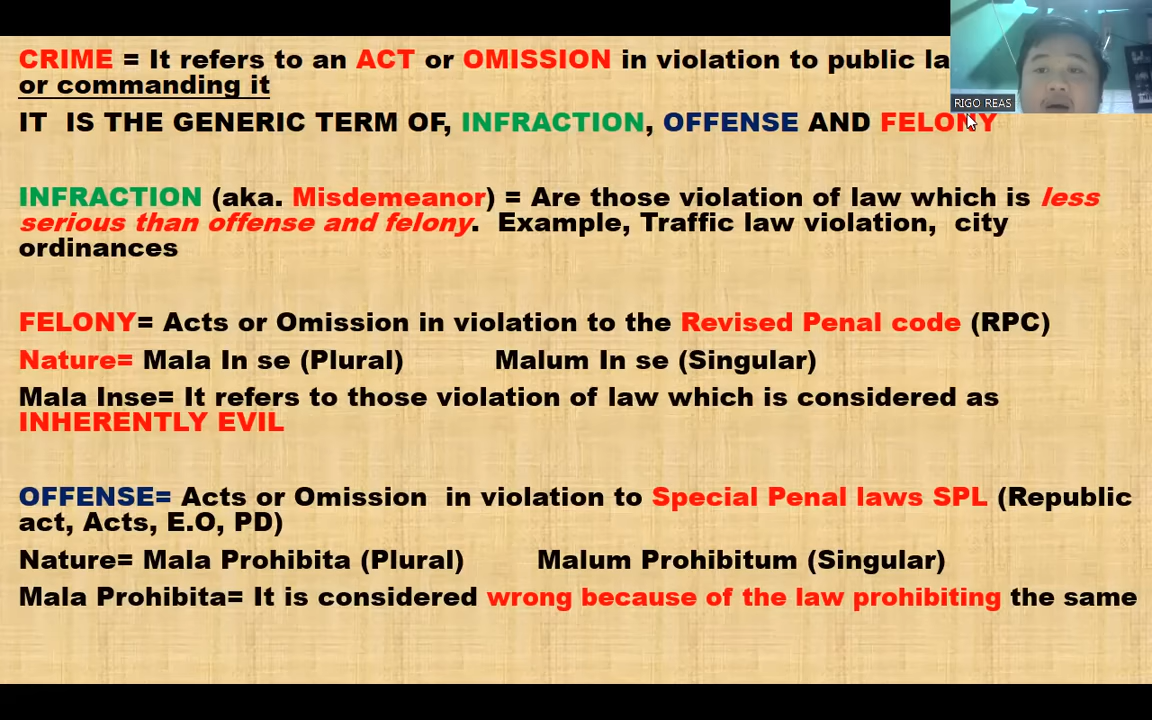 CRIME = It refers to an ACT or OMISSION in violation to public
or commanding it
RIGO REAS
IT IS THE GENERIC TERM OF, INFRACTION, OFFENSE AND FELONY
INFRACTION (aka. Misdemeanor) = Are those violation of law which is less
serious than offense and felony. Example, Traffic law violation, city
ordinances
FELONY= Acts or Omission in violation to the Revised Penal code (RPC)
Nature= Mala In se (Plural) Malum In se (Singular)
Mala Inse= It refers to those violation of law which is considered as
INHERENTLY EVIL
OFFENSE= Acts or Omission in violation to Special Penal laws SPL (Republic
act, Acts, E.O, PD)
Nature= Mala Prohibita (Plural) Malum Prohibitum (Singular)
Mala Prohibita= It is considered wrong because of the law prohibiting the same